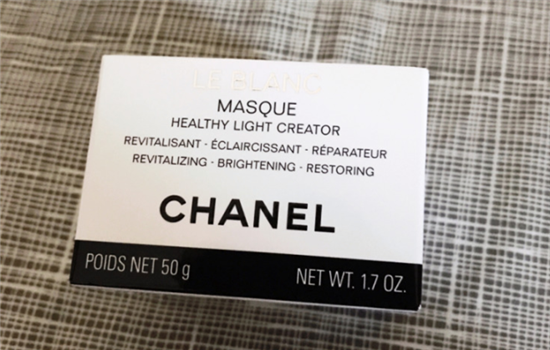 LE BLANC
MASQUE
HEALTHY LIGHT CREATOR
REVITALISANT · ÉCLAIRCISSANT · RÉPARATEUR
REVITALIZING · BRIGHTENING · RESTORING
CHANEL
POIDS NET 50 g
NET WT. 1.7 OZ.